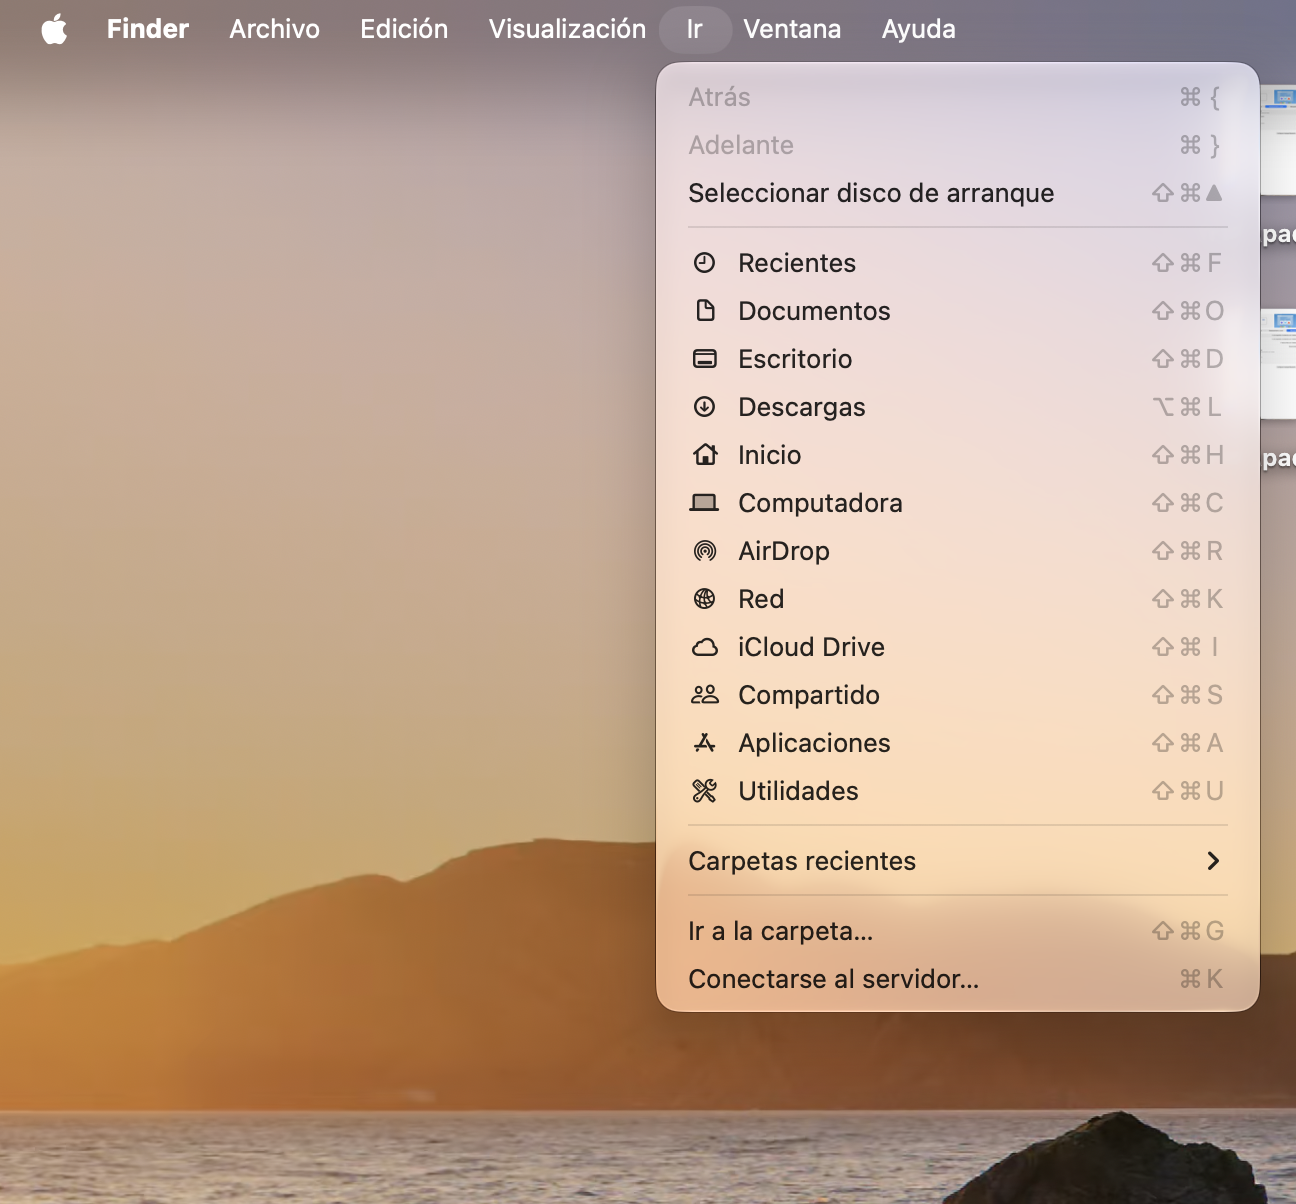 Finder Archivo Edición Visualización Ir Ventana Ayuda
Atrás ⌘ {
Adelante ⌘ }
Seleccionar disco de arranque ⇧⌘▲
Recientes ⇧⌘F
Documentos ⇧⌘O
Escritorio ⇧⌘D
Descargas ⌥⌘L
Inicio ⇧⌘H
Computadora ⇧⌘C
AirDrop ⇧⌘R
Red ⇧⌘K
iCloud Drive ⇧⌘I
Compartido ⇧⌘S
Aplicaciones ⇧⌘A
Utilidades ⇧⌘U
Carpetas recientes
Ir a la carpeta... ⇧⌘G
Conectarse al servidor... ⌘K